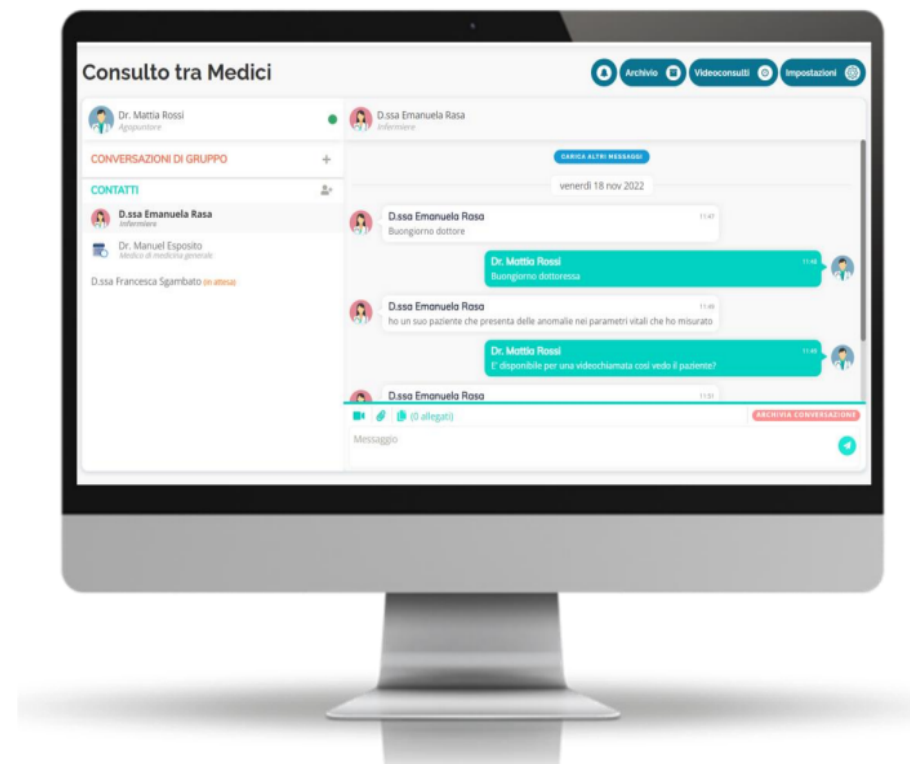 Consulto tra Medici
Archivio
Videoconsulti
Impostazioni
Dr. Mattia Rossi
Agopuntore
CONVERSAZIONI DI GRUPPO
CONTATTI
D.ssa Emanuela Rasa
Infermiere
Dr. Manuel Esposito
Medico di medicina generale
D.ssa Francesca Sgambato (in attesa)
D.ssa Emanuela Rasa
Infermiere
CARICA ALTRI MESSAGGI
venerdì 18 nov 2022
D.ssa Emanuela Rasa 11:47
Buongiorno dottore
Dr. Mattia Rossi
Buongiorno dottoressa
D.ssa Emanuela Rasa
ho un suo paziente che presenta delle anomalie nei parametri vitali che ho misurato
Dr. Mattia Rossi
E' disponibile per una videochiamata così vedo il paziente?
D.ssa Emanuela Rasa
(0 allegati)
ARCHIVIA CONVERSAZIONE
Messaggio